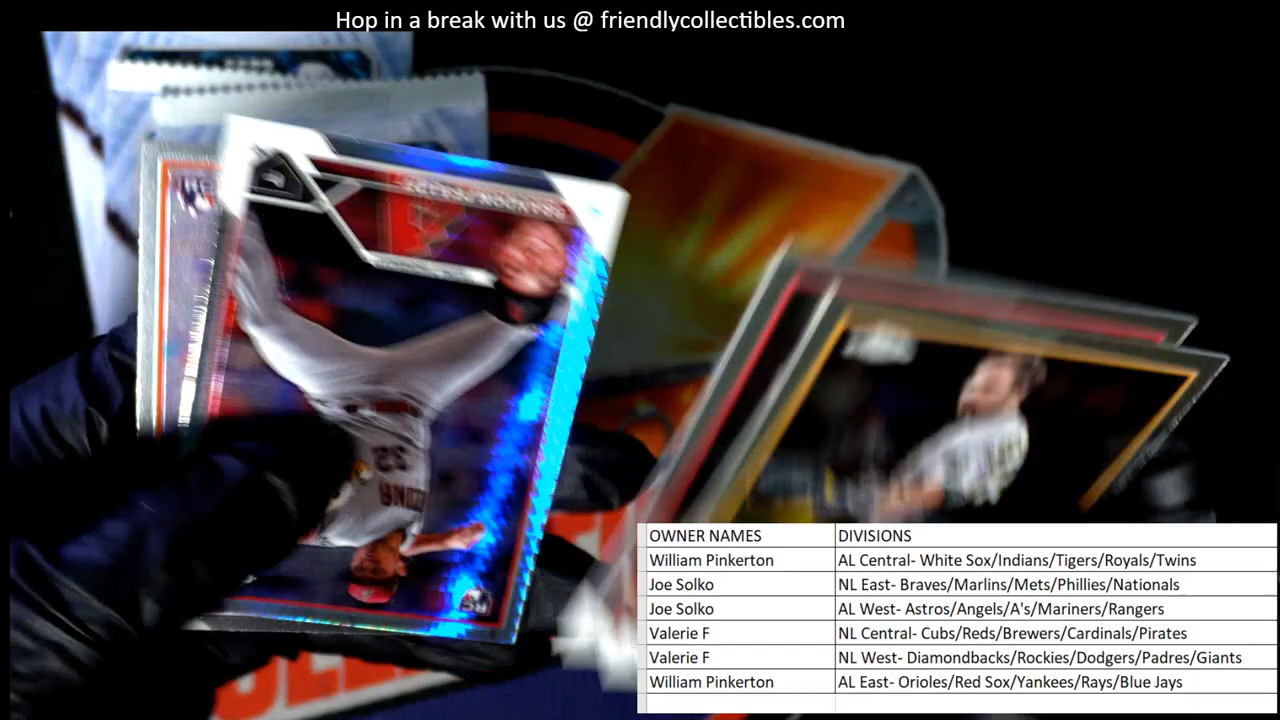 Hop in a break with us @ friendlycollectibles.com
OWNER NAMES DIVISIONS
William Pinkerton AL Central- White Sox/Indians/Tigers/Royals/Twins
Joe Solko NL East- Braves/Marlins/Mets/Phillies/Nationals
Joe Solko AL West- Astros/Angels/A's/Mariners/Rangers
Valerie F NL Central- Cubs/Reds/Brewers/Cardinals/Pirates
Valerie F NL West- Diamondbacks/Rockies/Dodgers/Padres/Giants
William Pinkerton AL East- Orioles/Red Sox/Yankees/Rays/Blue Jays